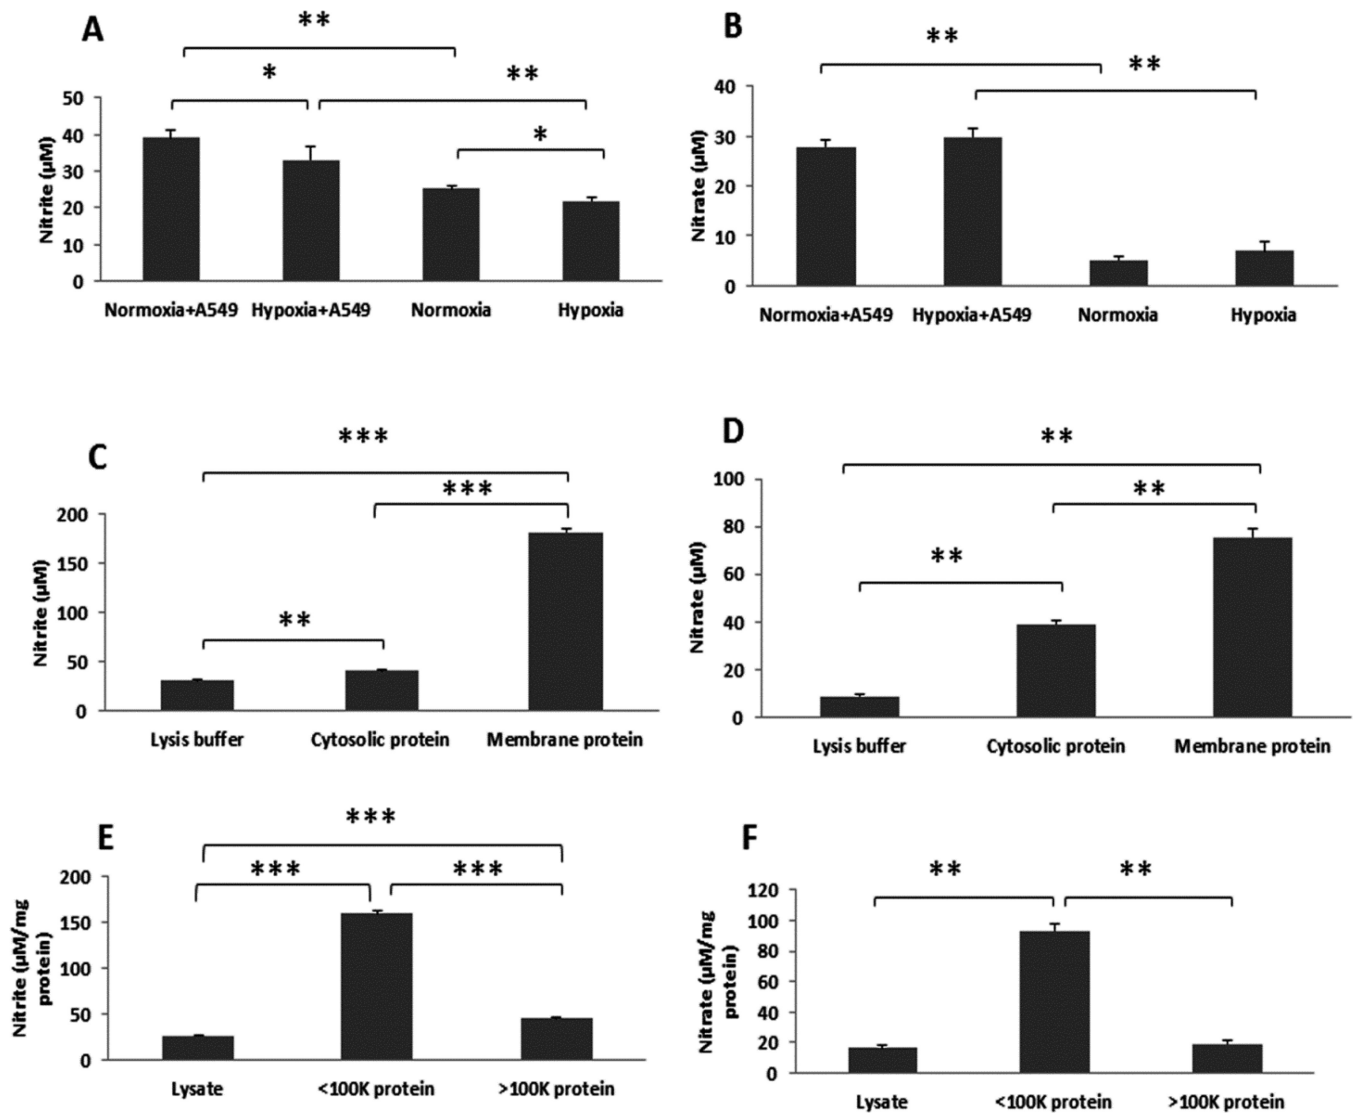 A
**
*
**
*
50
40
30
20
10
0
Nitrite (µM)
Normoxia+A549 Hypoxia+A549 Normoxia Hypoxia
B
**
**
40
30
20
10
0
Nitrate (µM)
Normoxia+A549 Hypoxia+A549 Normoxia Hypoxia
C
***
***
**
200
150
100
50
0
Nitrite (µM)
Lysis buffer Cytosolic protein Membrane protein
D
**
**
**
100
80
60
40
20
0
Nitrate (µM)
Lysis buffer Cytosolic protein Membrane protein
E
***
*** ***
200
150
100
50
0
Nitrite (µM/mg
protein)
Lysate <100K protein >100K protein
F
** **
120
100
80
60
40
20
0
Nitrate (µM/mg
protein)
Lysate <100K protein >100K protein